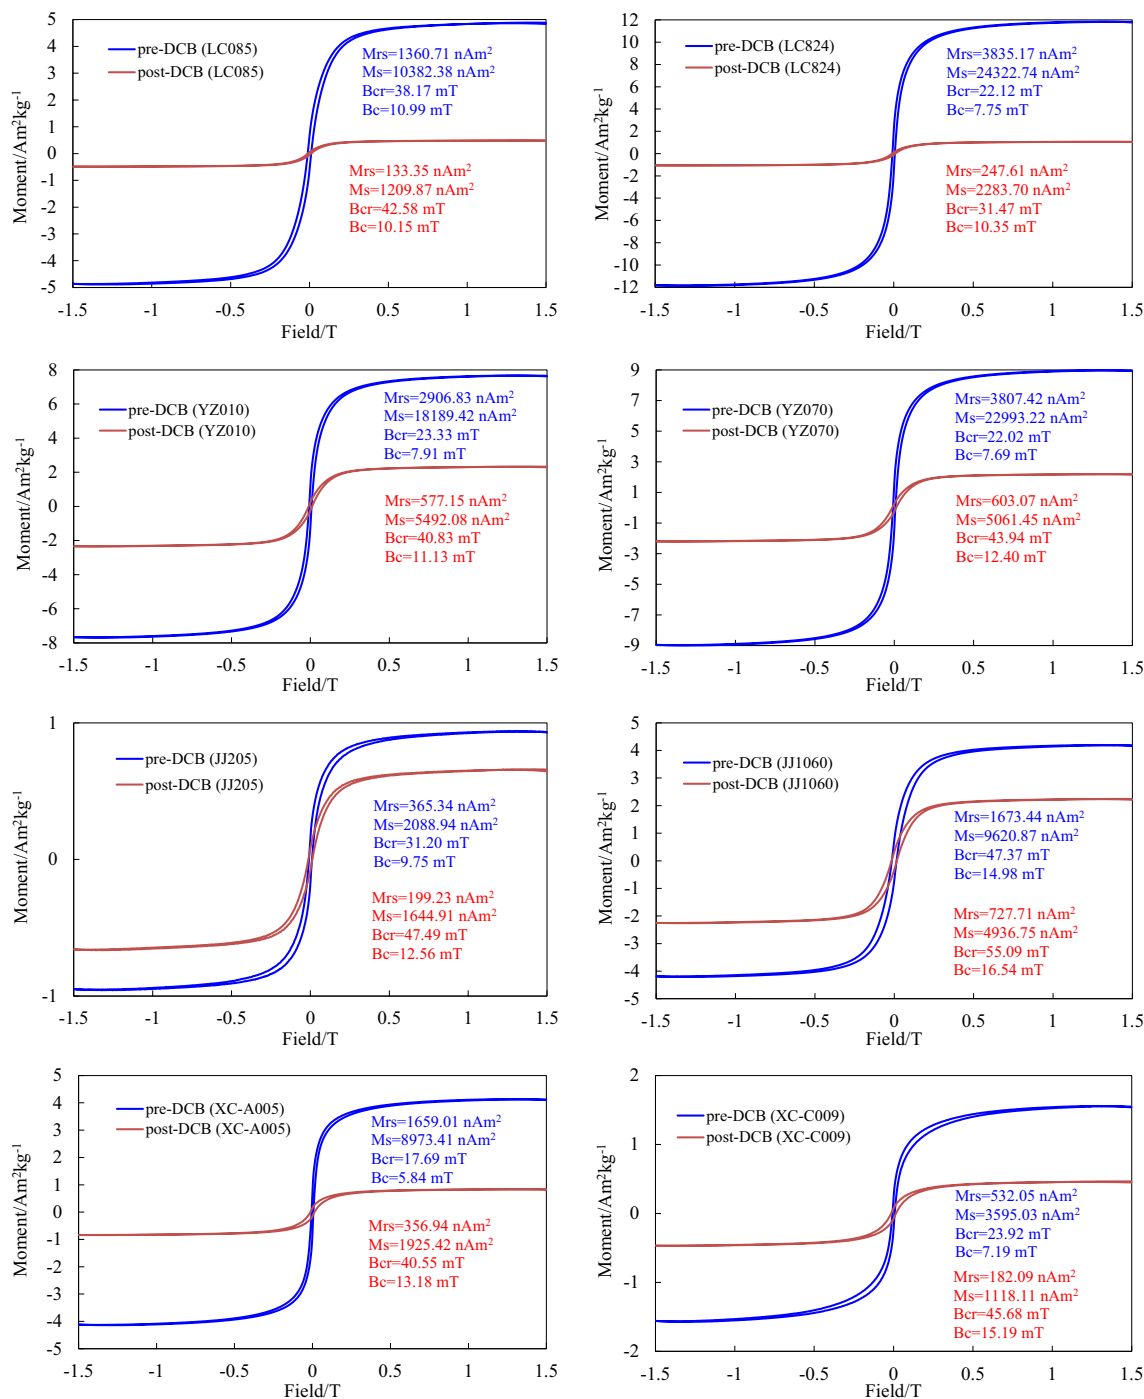 Moment/Am²kg⁻¹
5
4
3
2
1
0
-1
-2
-3
-4
-5
pre-DCB (LC085)
post-DCB (LC085)
Mrs=1360.71 nAm²
Ms=10382.38 nAm²
Bcr=38.17 mT
Bc=10.99 mT
Mrs=133.35 nAm²
Ms=1209.87 nAm²
Bcr=42.58 mT
Bc=10.15 mT
-1.5 -1 -0.5 0 0.5 1 1.5
Field/T
Moment/Am²kg⁻¹
12
10
8
6
4
2
0
-2
-4
-6
-8
-10
-12
pre-DCB (LC824)
post-DCB (LC824)
Mrs=3835.17 nAm²
Ms=24322.74 nAm²
Bcr=22.12 mT
Bc=7.75 mT
Mrs=247.61 nAm²
Ms=2283.70 nAm²
Bcr=31.47 mT
Bc=10.35 mT
-1.5 -1 -0.5 0 0.5 1 1.5
Field/T
Moment/Am²kg⁻¹
8
6
4
2
0
-2
-4
-6
-8
pre-DCB (YZ010)
post-DCB (YZ010)
Mrs=2906.83 nAm²
Ms=18189.42 nAm²
Bcr=23.33 mT
Bc=7.91 mT
Mrs=577.15 nAm²
Ms=5492.08 nAm²
Bcr=40.83 mT
Bc=11.13 mT
-1.5 -1 -0.5 0 0.5 1 1.5
Field/T
Moment/Am²kg⁻¹
9
7
5
3
1
-1
-3
-5
-7
-9
pre-DCB (YZ070)
post-DCB (YZ070)
Mrs=3807.42 nAm²
Ms=22993.22 nAm²
Bcr=22.02 mT
Bc=7.69 mT
Mrs=603.07 nAm²
Ms=5061.45 nAm²
Bcr=43.94 mT
Bc=12.40 mT
-1.5 -1 -0.5 0 0.5 1 1.5
Field/T
Moment/Am²kg⁻¹
1
0
-1
pre-DCB (JJ205)
post-DCB (JJ205)
Mrs=365.34 nAm²
Ms=2088.94 nAm²
Bcr=31.20 mT
Bc=9.75 mT
Mrs=199.23 nAm²
Ms=1644.91 nAm²
Bcr=47.49 mT
Bc=12.56 mT
-1.5 -1 -0.5 0 0.5 1 1.5
Field/T
Moment/Am²kg⁻¹
5
4
3
2
1
0
-1
-2
-3
-4
-5
pre-DCB (JJ1060)
post-DCB (JJ1060)
Mrs=1673.44 nAm²
Ms=9620.87 nAm²
Bcr=47.37 mT
Bc=14.98 mT
Mrs=727.71 nAm²
Ms=4936.75 nAm²
Bcr=55.09 mT
Bc=16.54 mT
-1.5 -1 -0.5 0 0.5 1 1.5
Field/T
Moment/Am²kg⁻¹
5
4
3
2
1
0
-1
-2
-3
-4
-5
pre-DCB (XC-A005)
post-DCB (XC-A005)
Mrs=1659.01 nAm²
Ms=8973.41 nAm²
Bcr=17.69 mT
Bc=5.84 mT
Mrs=356.94 nAm²
Ms=1925.42 nAm²
Bcr=40.55 mT
Bc=13.18 mT
-1.5 -1 -0.5 0 0.5 1 1.5
Field/T
Moment/Am²kg⁻¹
2
1
0
-1
-2
pre-DCB (XC-C009)
post-DCB (XC-C009)
Mrs=532.05 nAm²
Ms=3595.03 nAm²
Bcr=23.92 mT
Bc=7.19 mT
Mrs=182.09 nAm²
Ms=1118.11 nAm²
Bcr=45.68 mT
Bc=15.19 mT
-1.5 -1 -0.5 0 0.5 1 1.5
Field/T